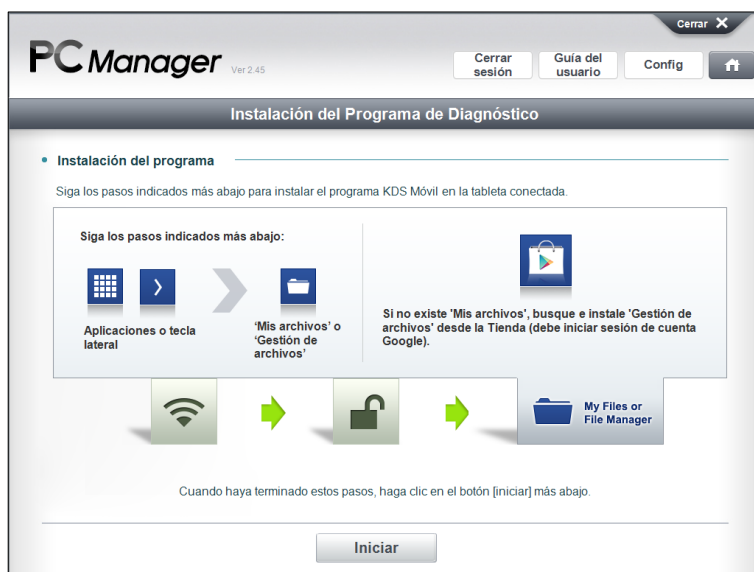 Cerrar
PC Manager Ver 2.45
Cerrar
sesión
Guía del
usuario
Config
Instalación del Programa de Diagnóstico
Instalación del programa
Siga los pasos indicados más abajo para instalar el programa KDS Móvil en la tableta conectada.
Siga los pasos indicados más abajo:
Aplicaciones o tecla
lateral
'Mis archivos' o
'Gestión de
archivos'
Si no existe 'Mis archivos', busque e instale 'Gestión de
archivos' desde la Tienda (debe iniciar sesión de cuenta
Google).
My Files or
File Manager
Cuando haya terminado estos pasos, haga clic en el botón [iniciar] más abajo.
Iniciar